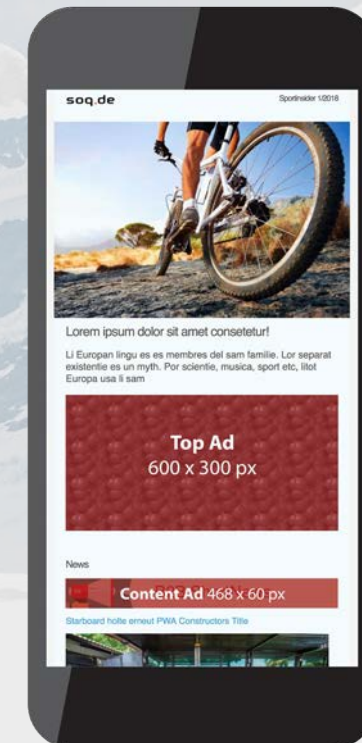 soq.de
Sportinsider 1/2016
Lorem ipsum dolor sit amet consetetur!
Li Europan lingu es es membres del sam familie. Lor separat
existentie es un myth. Por scientie, musica, sport etc, litot
Europa usa li sam
Top Ad
600 x 300 px
News
Content Ad 468 x 60 px
Starboard holte erneut PWA Constructors Title